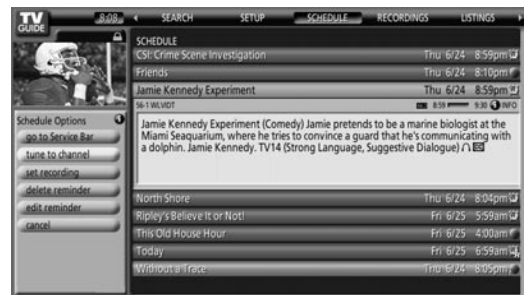 TV GUIDE
8:08
SEARCH SETUP SCHEDULE RECORDINGS LISTINGS
SCHEDULE
CSI: Crime Scene Investigation Thu 6/24 8:59pm
Friends Thu 6/24 8:10pm
Jamie Kennedy Experiment Thu 6/24 8:59pm
56-1 WLVIDT 8:59 9:30 INFO
Jamie Kennedy Experiment (Comedy) Jamie pretends to be a marine biologist at the
Miami Seaquarium, where he tries to convince a guard that he's communicating with
a dolphin. Jamie Kennedy. TV14 (Strong Language, Suggestive Dialogue)
North Shore Thu 6/24 8:04pm
Ripley's Believe It or Not! Fri 6/25 5:59am
This Old House Hour Fri 6/25 4:00am
Today Fri 6/25 6:59am
Without a Trace Thu 6/24 8:05pm
Schedule Options
go to Service Bar
tune to channel
set recording
delete reminder
edit reminder
cancel